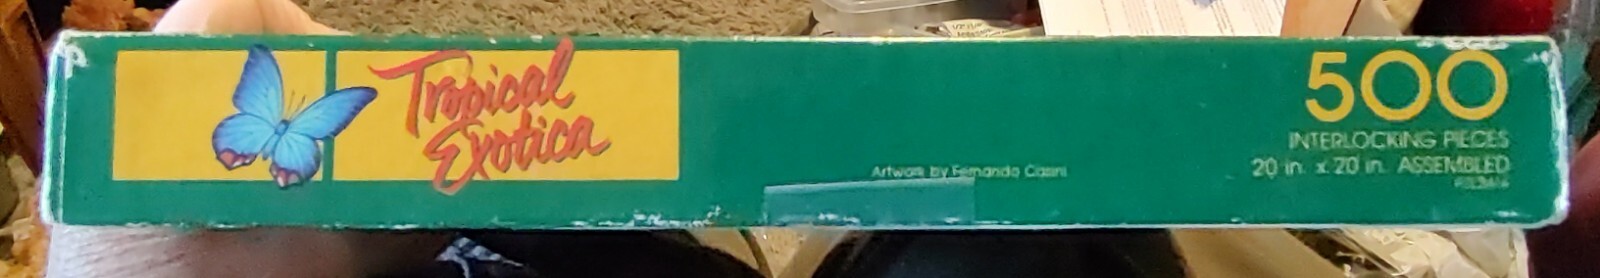 Tropical
Exotica
Artwork by Fernando Casini
500
INTERLOCKING PIECES
20 in. x 20 in. ASSEMBLED